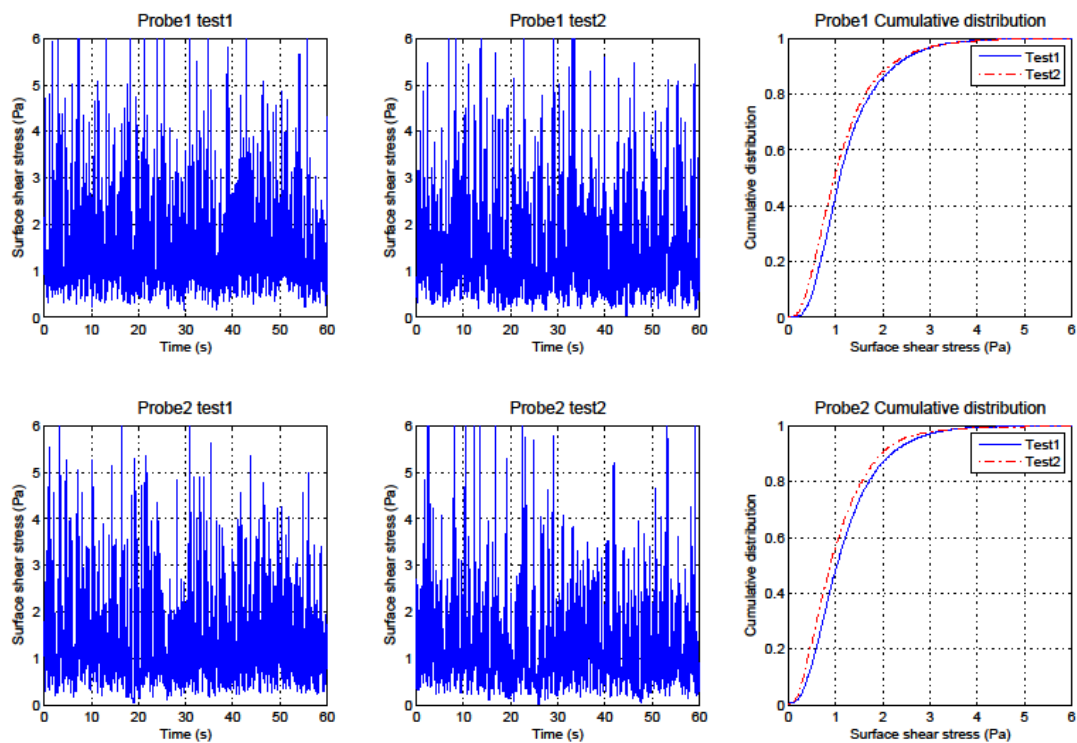 Probe1 test1
Surface shear stress (Pa)
6
5
4
3
2
1
0
0 10 20 30 40 50 60
Time (s)
Probe1 test2
Surface shear stress (Pa)
6
5
4
3
2
1
0
0 10 20 30 40 50 60
Time (s)
Probe1 Cumulative distribution
Cumulative distribution
1
0.8
0.6
0.4
0.2
0
Test1
Test2
0 1 2 3 4 5 6
Surface shear stress (Pa)
Probe2 test1
Surface shear stress (Pa)
6
5
4
3
2
1
0
0 10 20 30 40 50 60
Time (s)
Probe2 test2
Surface shear stress (Pa)
6
5
4
3
2
1
0
0 10 20 30 40 50 60
Time (s)
Probe2 Cumulative distribution
Cumulative distribution
1
0.8
0.6
0.4
0.2
0
Test1
Test2
0 1 2 3 4 5 6
Surface shear stress (Pa)